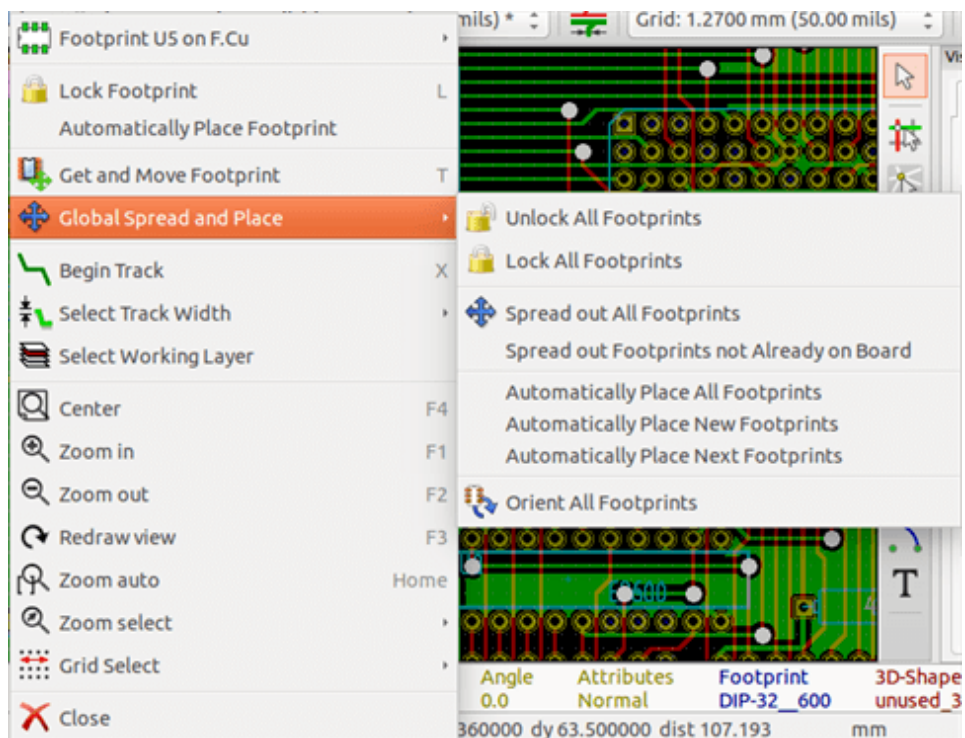 mils) *
Grid: 1.2700 mm (50.00 mils)
Footprint U5 on F.Cu
Vis
Lock Footprint L
Automatically Place Footprint
Get and Move Footprint T
Global Spread and Place
Unlock All Footprints
Lock All Footprints
Begin Track X
Select Track Width
Spread out All Footprints
Select Working Layer
Spread out Footprints not Already on Board
Automatically Place All Footprints
Center F4
Automatically Place New Footprints
Zoom in F1
Automatically Place Next Footprints
Zoom out F2
Orient All Footprints
Redraw view F3
Zoom auto Home
T
Zoom select
Grid Select
Angle Attributes Footprint 3D-Shape
0.0 Normal DIP-32__600 unused_3
Close
360000 dy 63.500000 dist 107.193 mm